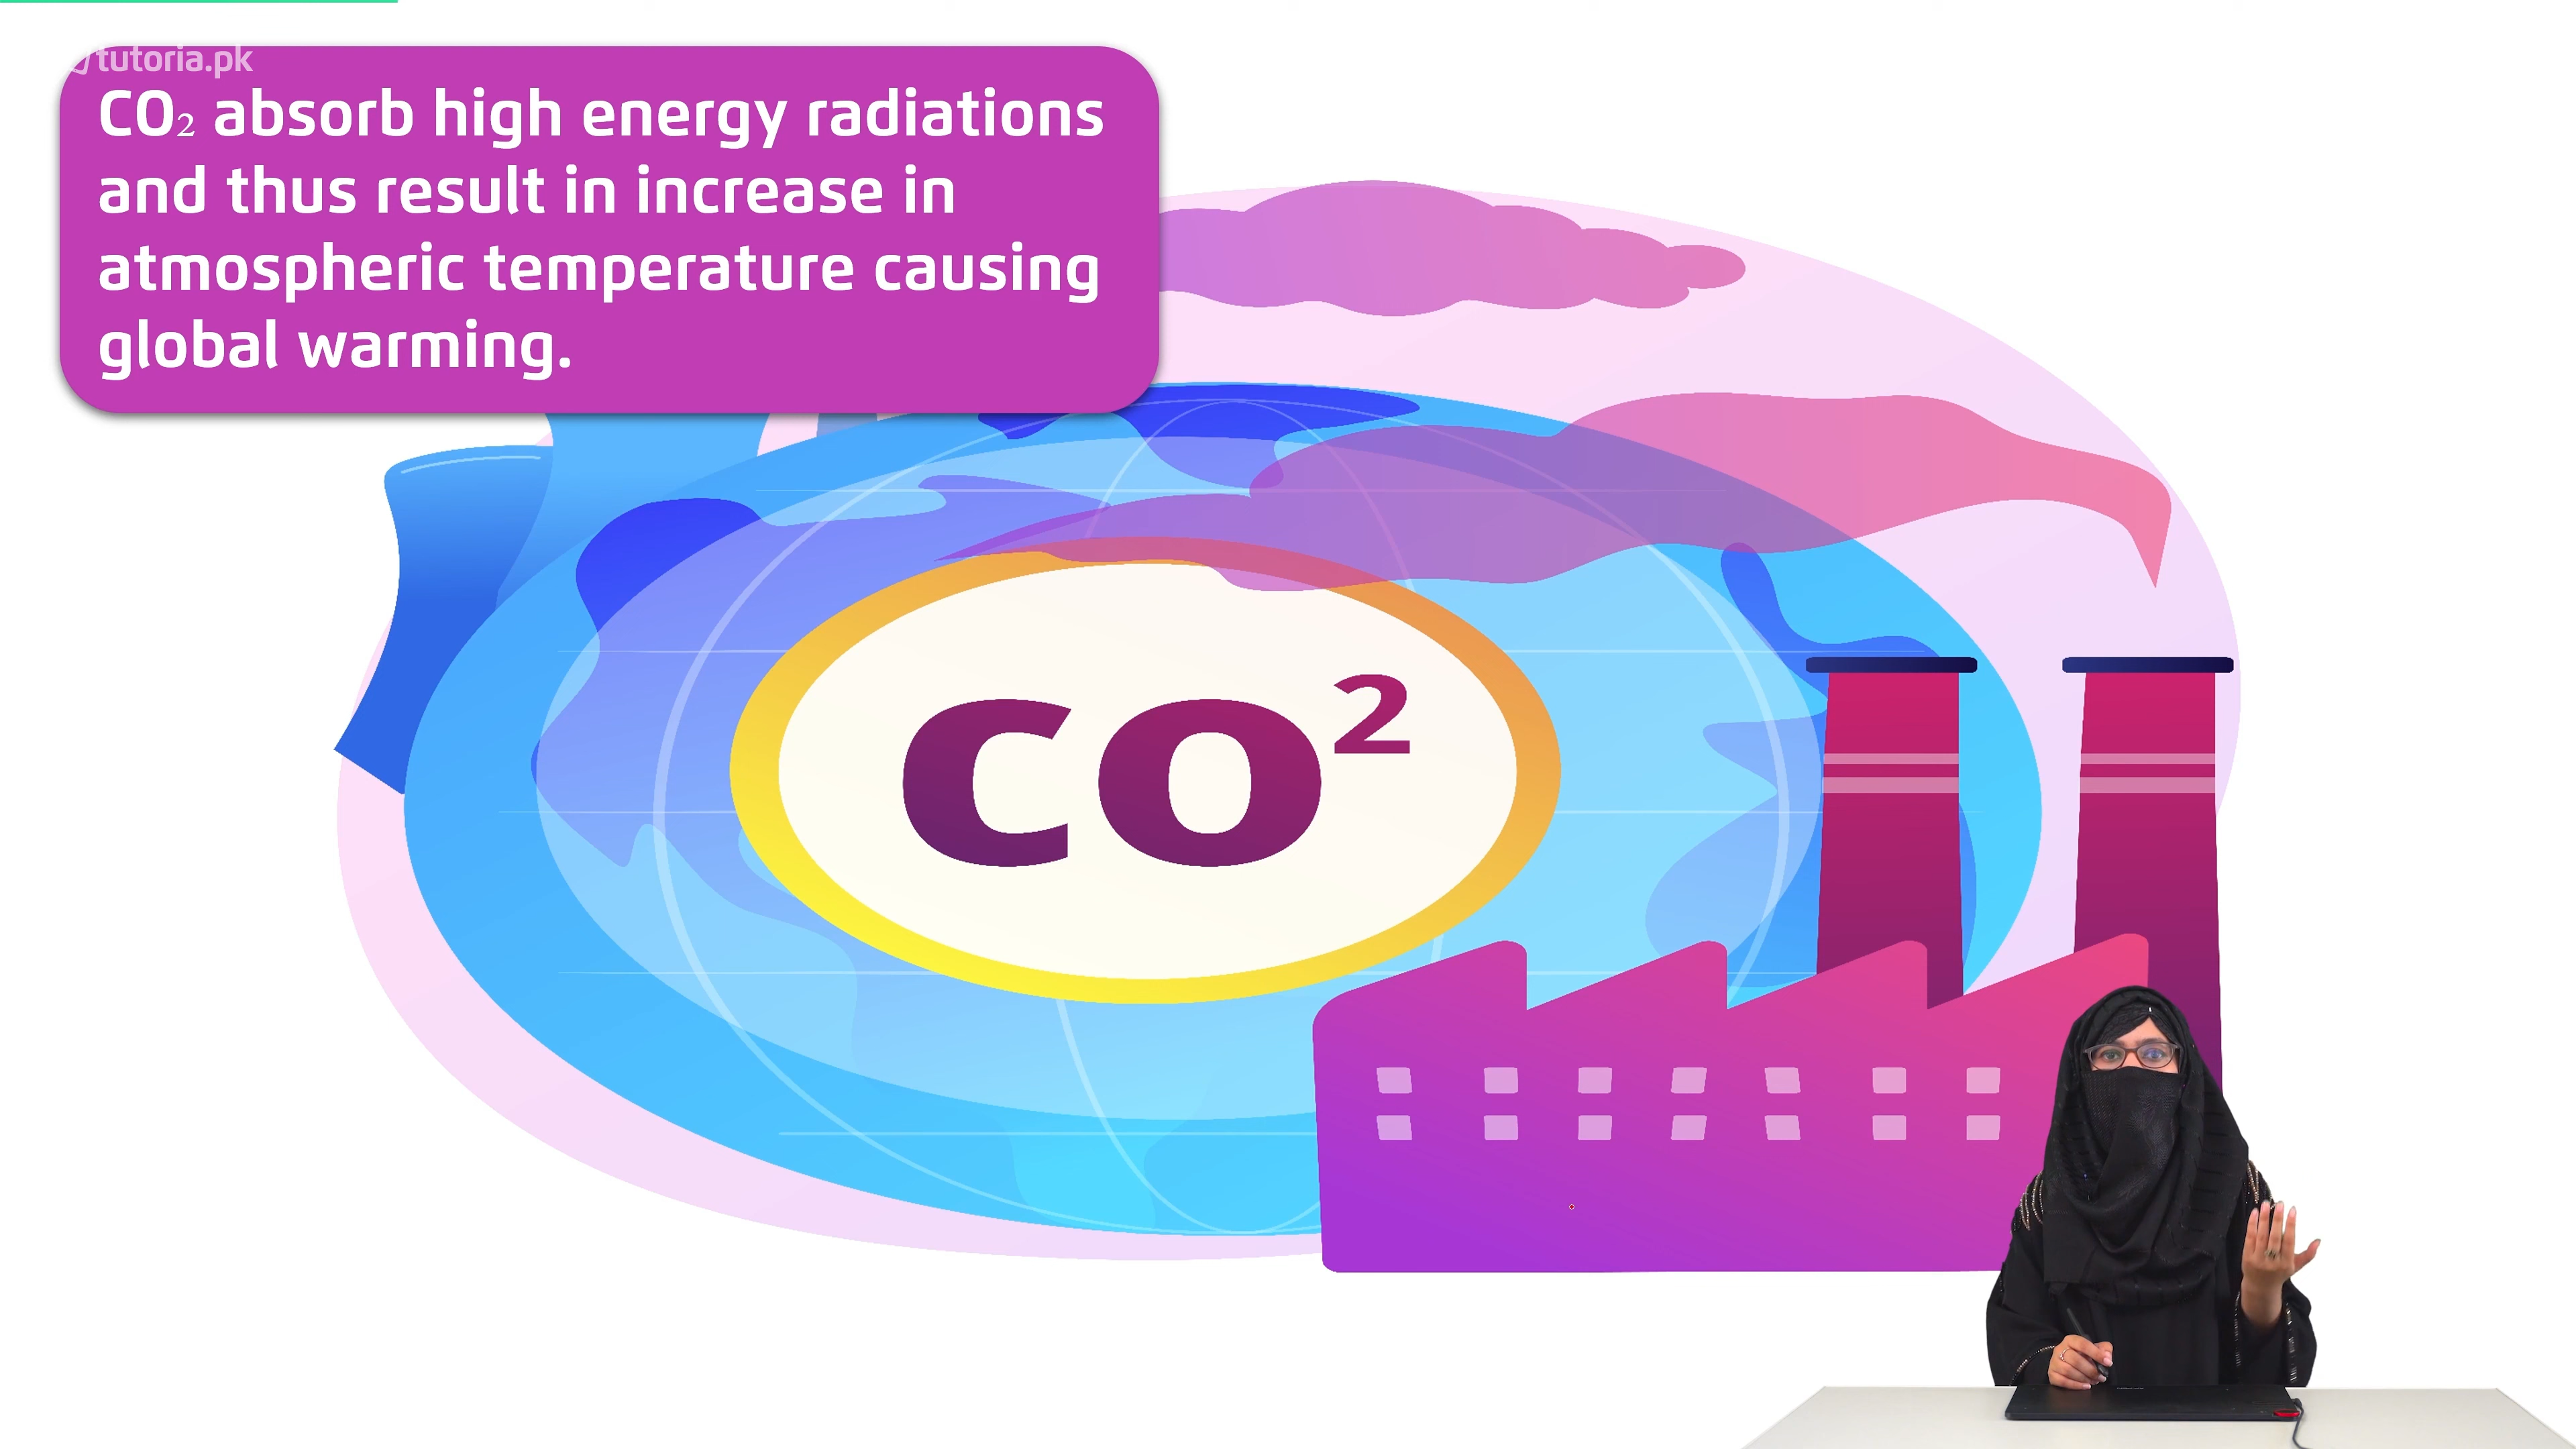 tutoria.pk
CO₂ absorb high energy radiations
and thus result in increase in
atmospheric temperature causing
global warming.
CO²